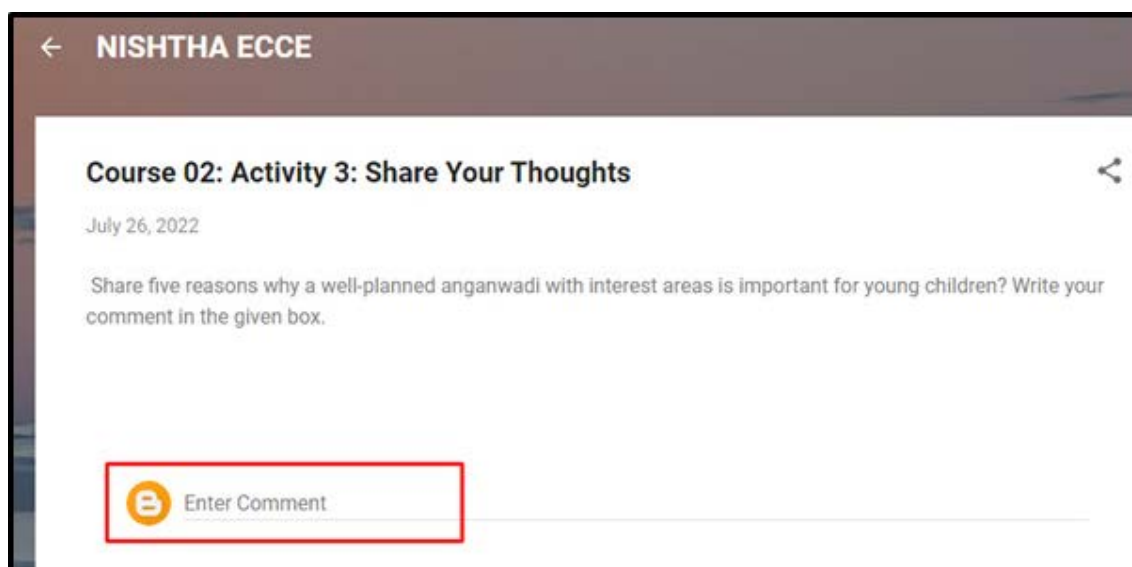 NISHTHA ECCE
Course 02: Activity 3: Share Your Thoughts
July 26, 2022
Share five reasons why a well-planned anganwadi with interest areas is important for young children? Write your
comment in the given box.
Enter Comment